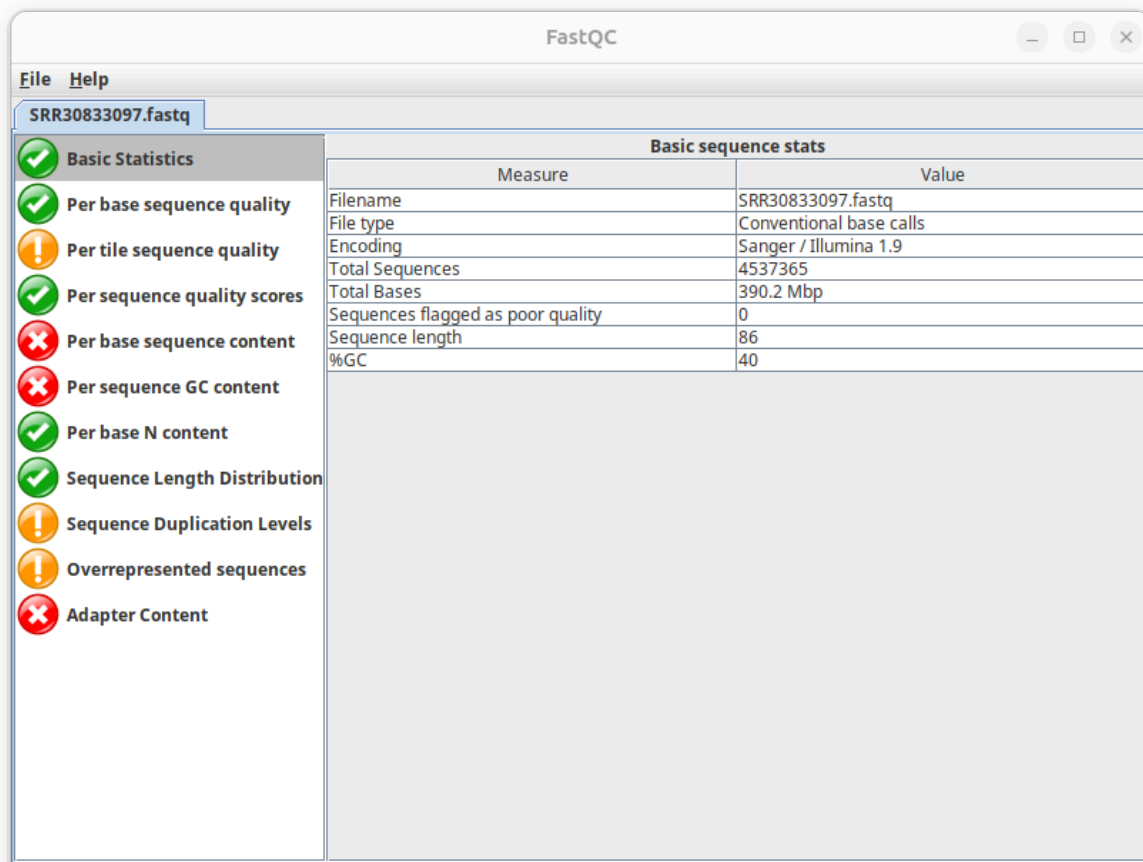 FastQC
File Help
SRR30833097.fastq
Basic Statistics
Per base sequence quality
Per tile sequence quality
Per sequence quality scores
Per base sequence content
Per sequence GC content
Per base N content
Sequence Length Distribution
Sequence Duplication Levels
Overrepresented sequences
Adapter Content
Basic sequence stats
Measure Value
Filename SRR30833097.fastq
File type Conventional base calls
Encoding Sanger / Illumina 1.9
Total Sequences 4537365
Total Bases 390.2 Mbp
Sequences flagged as poor quality 0
Sequence length 86
%GC 40